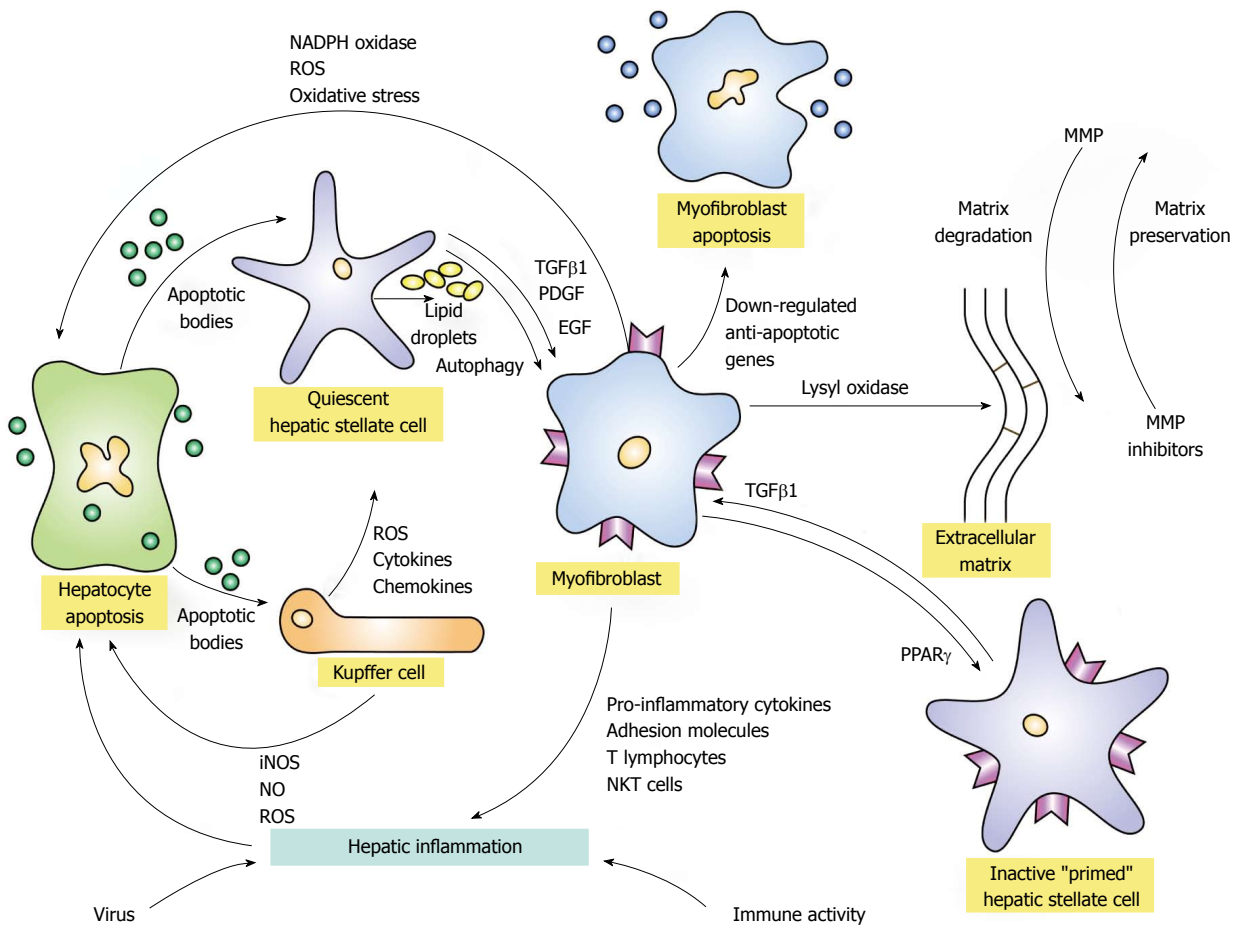 NADPH oxidase
ROS
Oxidative stress
MMP
Myofibroblast
apoptosis
Matrix
degradation
Matrix
preservation
Apoptotic
bodies
TGFβ1
PDGF
EGF
Lipid
droplets
Autophagy
Down-regulated
anti-apoptotic
genes
Quiescent
hepatic stellate cell
Lysyl oxidase
MMP
inhibitors
TGFβ1
ROS
Cytokines
Chemokines
Extracellular
matrix
Myofibroblast
Hepatocyte
apoptosis
Apoptotic
bodies
Kupffer cell
PPARγ
Pro-inflammatory cytokines
Adhesion molecules
T lymphocytes
NKT cells
iNOS
NO
ROS
Hepatic inflammation
Inactive "primed"
hepatic stellate cell
Virus
Immune activity